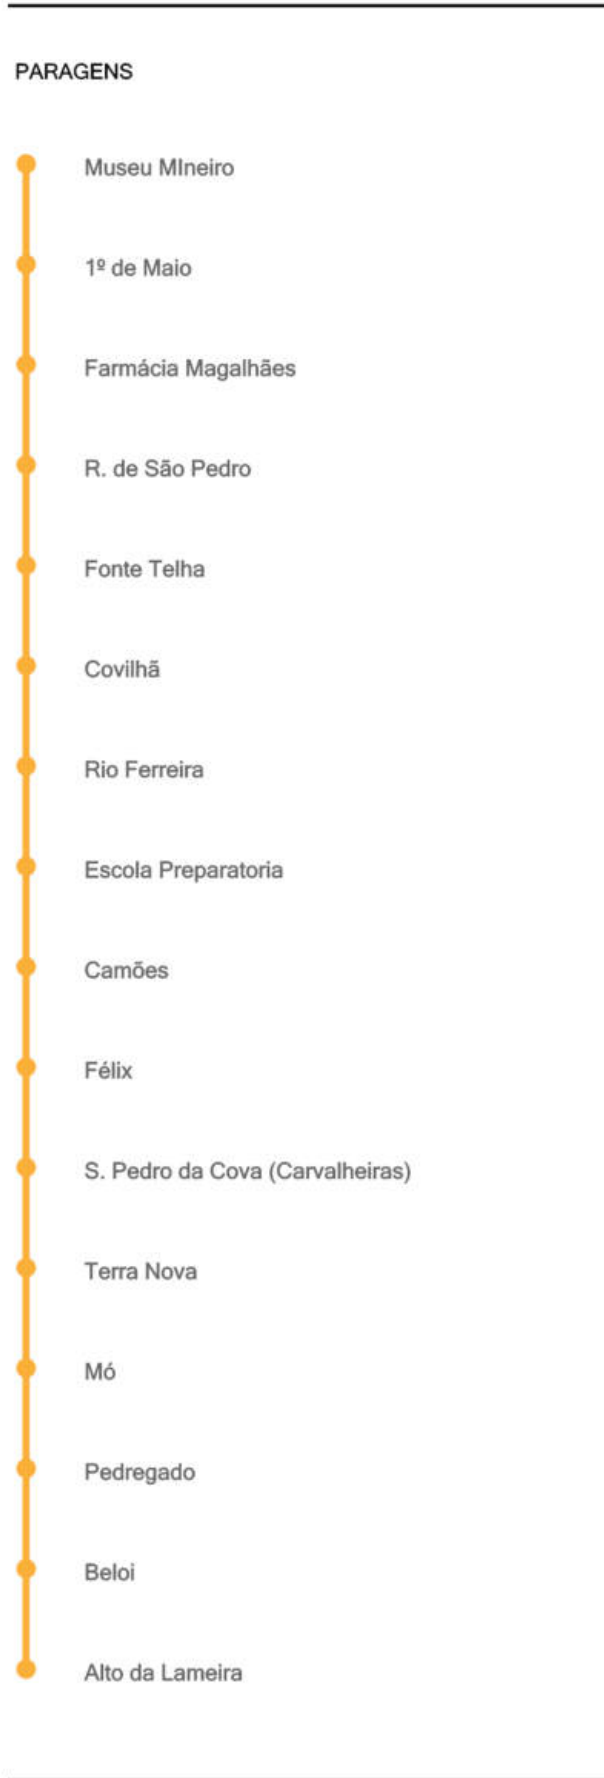 PARAGENS
Museu MIneiro
1º de Maio
Farmácia Magalhães
R. de São Pedro
Fonte Telha
Covilhã
Rio Ferreira
Escola Preparatoria
Camões
Félix
S. Pedro da Cova (Carvalheiras)
Terra Nova
Mó
Pedregado
Beloi
Alto da Lameira